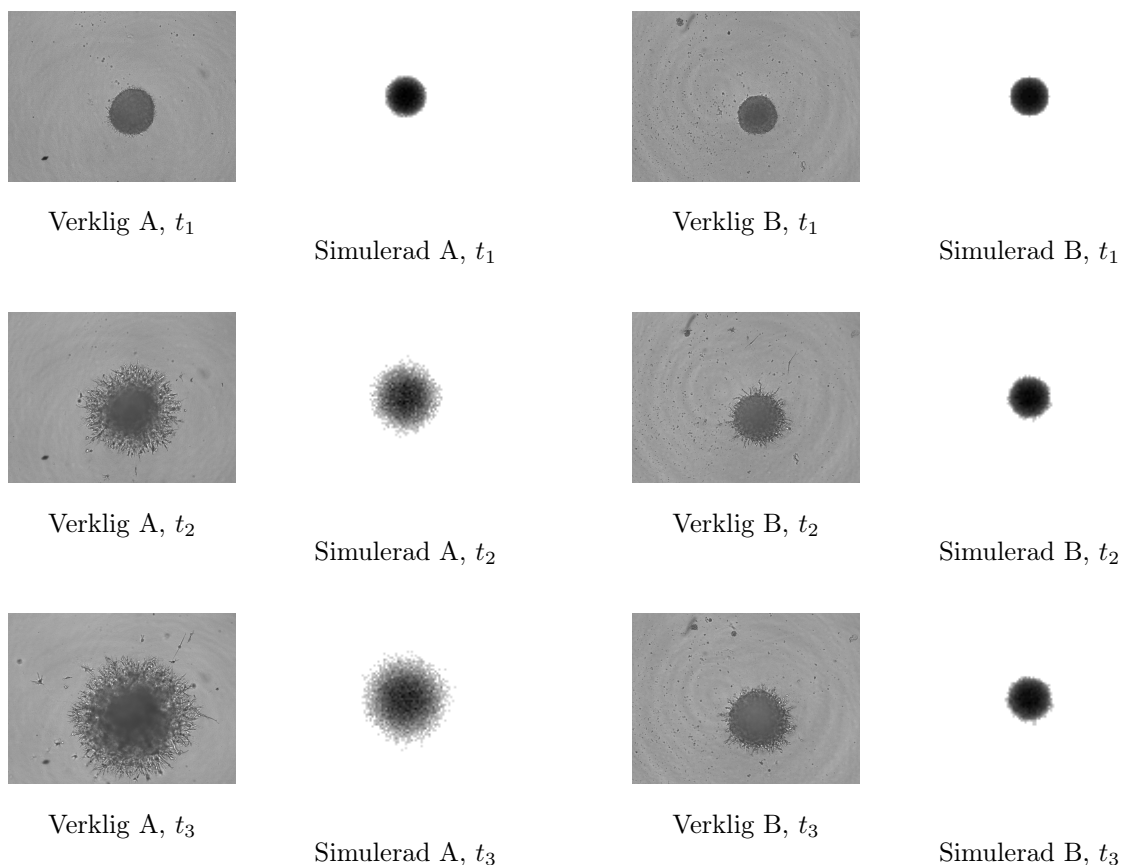 Verklig A, t₁
Simulerad A, t₁
Verklig B, t₁
Simulerad B, t₁
Verklig A, t₂
Simulerad A, t₂
Verklig B, t₂
Simulerad B, t₂
Verklig A, t₃
Simulerad A, t₃
Verklig B, t₃
Simulerad B, t₃